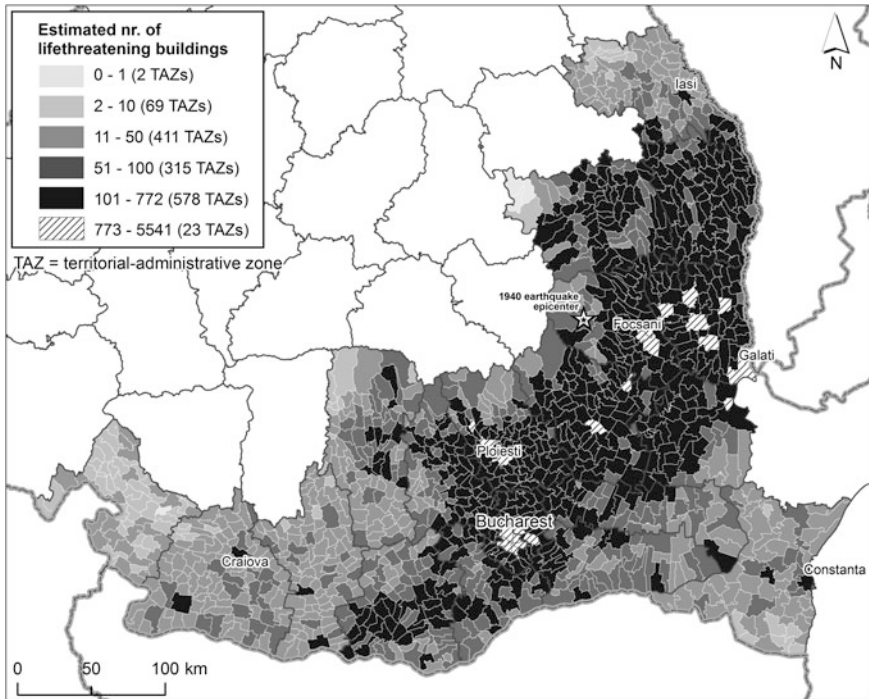 Estimated nr. of
lifethreatening buildings
0 - 1 (2 TAZs)
2 - 10 (69 TAZs)
11 - 50 (411 TAZs)
51 - 100 (315 TAZs)
101 - 772 (578 TAZs)
773 - 5541 (23 TAZs)
TAZ = territorial-administrative zone
N
Iasi
1940 earthquake
epicenter
Focsani
Galati
Ploiesti
Bucharest
Craiova
Constanta
0 50 100 km